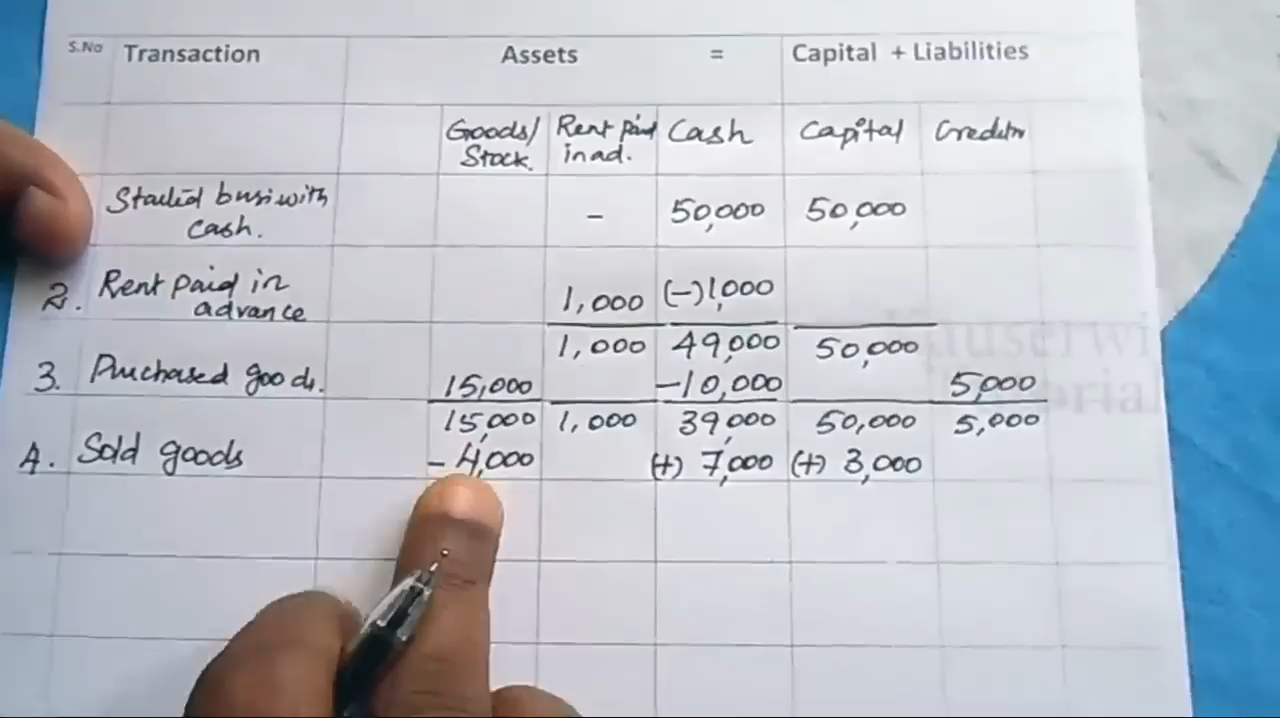 S.No Transaction Assets = Capital + Liabilities
Goods/ Rent paid Cash Capital Creditor
Stock. in ad.
Started busi with
cash. - 50,000 50,000
2. Rent paid in
advance 1,000 (-) 1,000
1,000 49,000 50,000
3. Purchased goods. 15,000 -10,000 5,000
15,000 1,000 39,000 50,000 5,000
4. Sold goods - 4,000 (+) 7,000 (+) 3,000